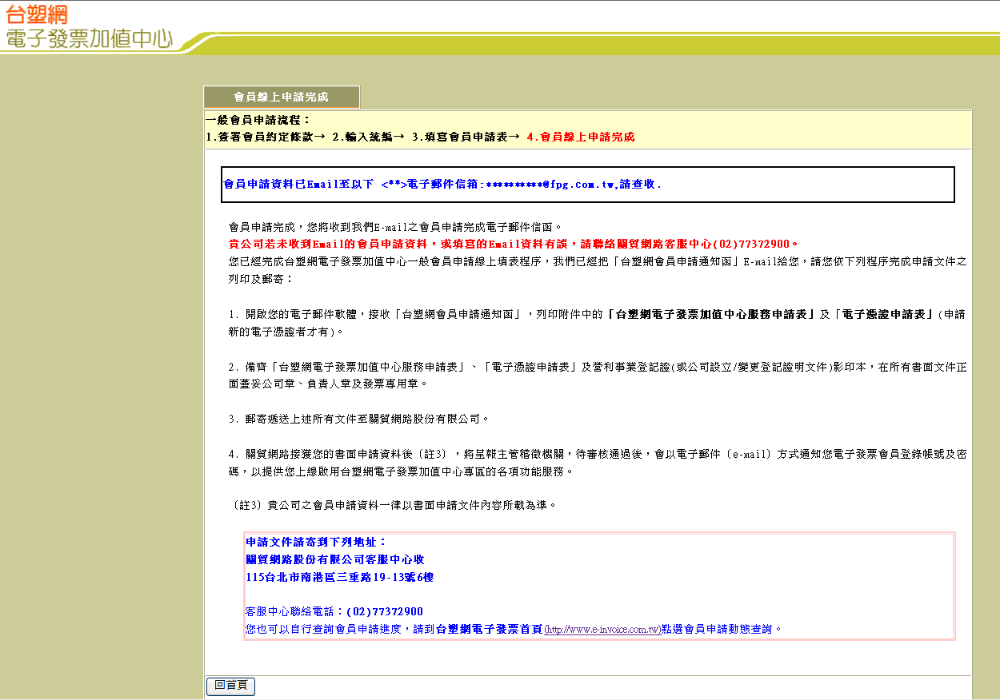 台塑網
電子發票加值中心
會員線上申請完成
一般會員申請流程：
1.簽署會員約定條款→ 2.輸入統編→ 3.填寫會員申請表→ 4.會員線上申請完成
會員申請資料已Email至以下 <**>電子郵件信箱:**********@fpg.com.tw,請查收.
會員申請完成，您將收到我們E-mail之會員申請完成電子郵件信函。
貴公司若未收到Email的會員申請資料，或填寫的Email資料有誤，請聯絡關貿網路客服中心(02)77372900。
您已經完成台塑網電子發票加值中心一般會員申請線上填表程序，我們已經把「台塑網會員申請通知函」E-mail給您，請您依下列程序完成申請文件之
列印及郵寄：
1. 開啟您的電子郵件軟體，接收「台塑網會員申請通知函」，列印附件中的「台塑網電子發票加值中心服務申請表」及「電子憑證申請表」(申請
新的電子憑證者才有)。
2. 備齊「台塑網電子發票加值中心服務申請表」、「電子憑證申請表」及營利事業登記證(或公司設立/變更登記證明文件)影印本，在所有書面文件正
面蓋妥公司章、負責人章及發票專用章。
3. 郵寄遞送上述所有文件至關貿網路股份有限公司。
4. 關貿網路接獲您的書面申請資料後〔註3〕，將呈報主管稽徵機關，待審核通過後，會以電子郵件〔e-mail〕方式通知您電子發票會員登錄帳號及密
碼，以提供您上線啟用台塑網電子發票加值中心專區的各項功能服務。
〔註3〕貴公司之會員申請資料一律以書面申請文件內容所載為準。
申請文件請寄到下列地址：
關貿網路股份有限公司客服中心收
115台北市南港區三重路19-13號6樓
客服中心聯絡電話：(02)77372900
您也可以自行查詢會員申請進度，請到台塑網電子發票首頁(http://www.e-invoice.com.tw)點選會員申請動態查詢。
回首頁